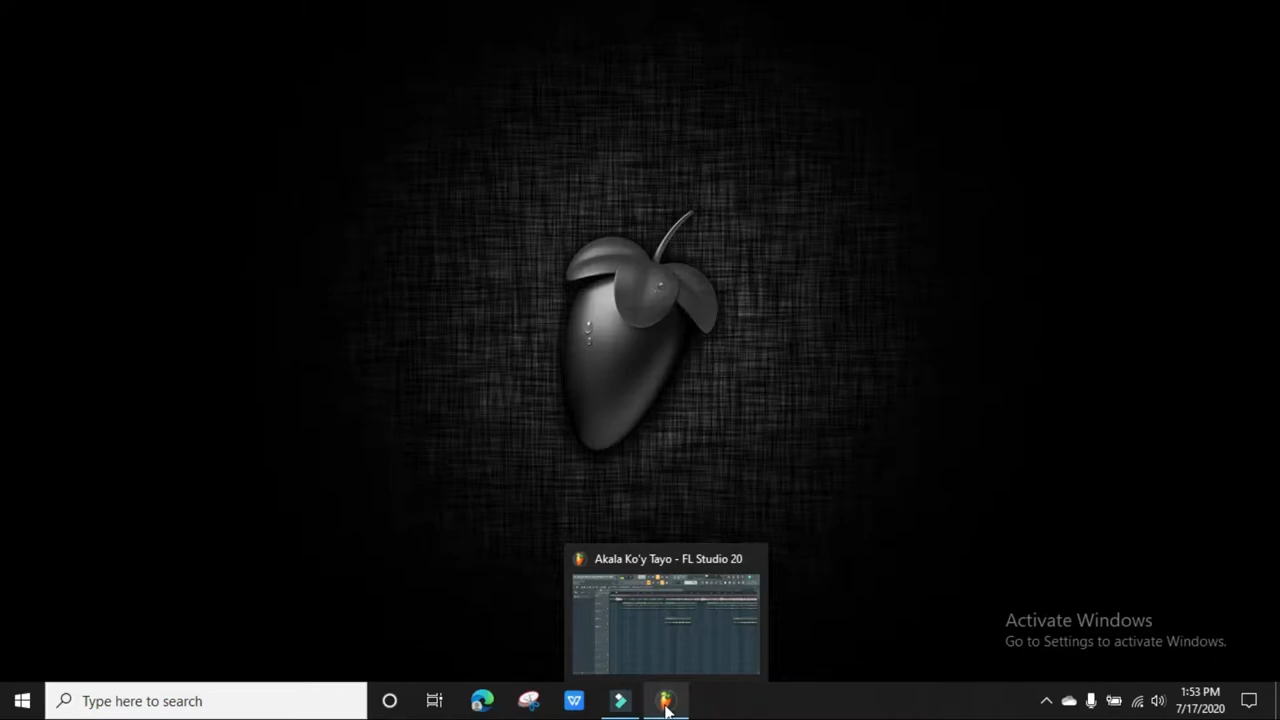 Akala Ko'y Tayo - FL Studio 20
Activate Windows
Go to Settings to activate Windows.
Type here to search
W
1:53 PM
7/17/2020